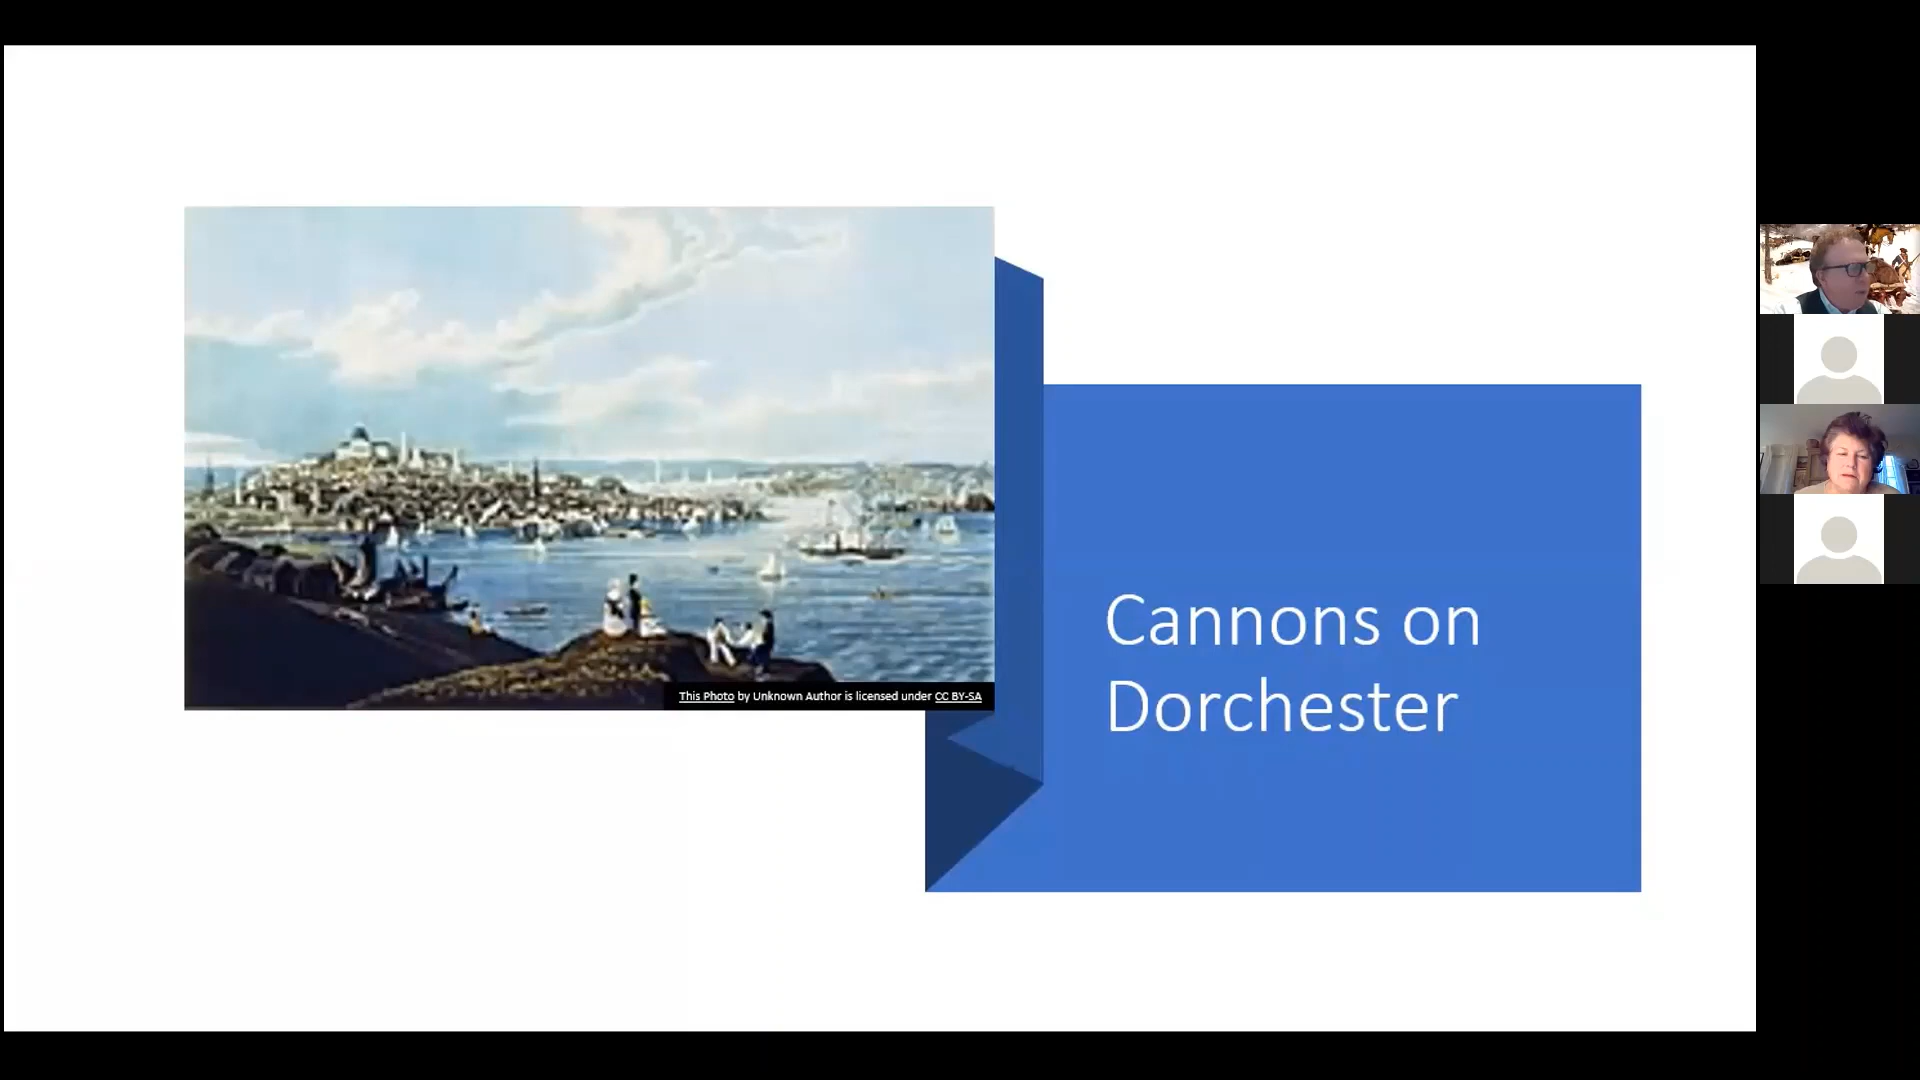 This Photo by Unknown Author is licensed under CC BY-SA
Cannons on
Dorchester